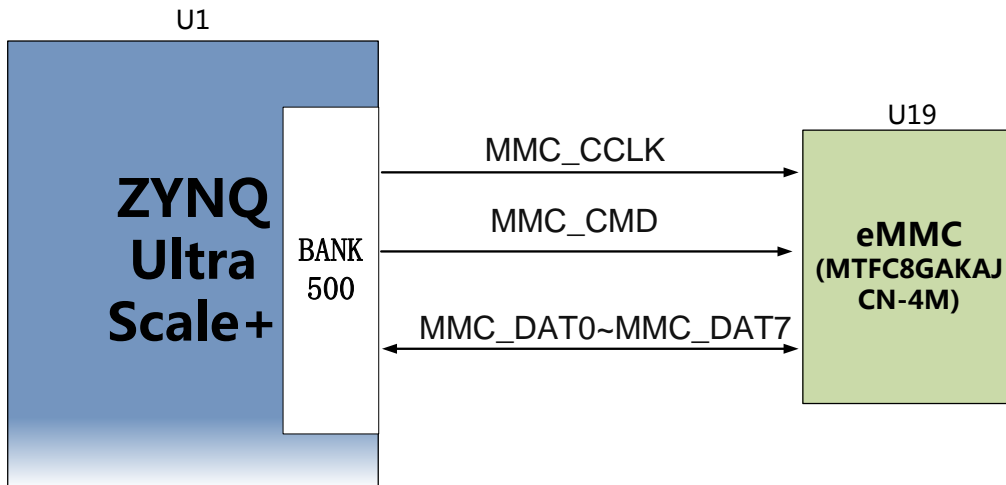 U1
U19
ZYNQ
Ultra
Scale+
BANK
500
MMC_CCLK
MMC_CMD
MMC_DAT0~MMC_DAT7
eMMC
(MTFC8GAKAJ
CN-4M)